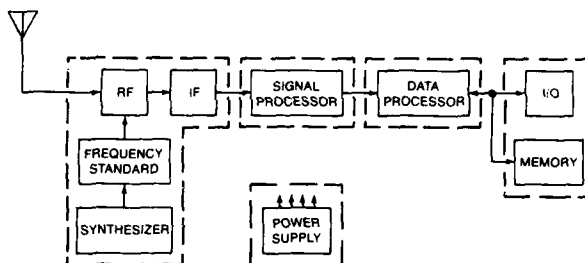 RF
IF
SIGNAL
PROCESSOR
DATA
PROCESSOR
I/O
FREQUENCY
STANDARD
MEMORY
SYNTHESIZER
POWER
SUPPLY